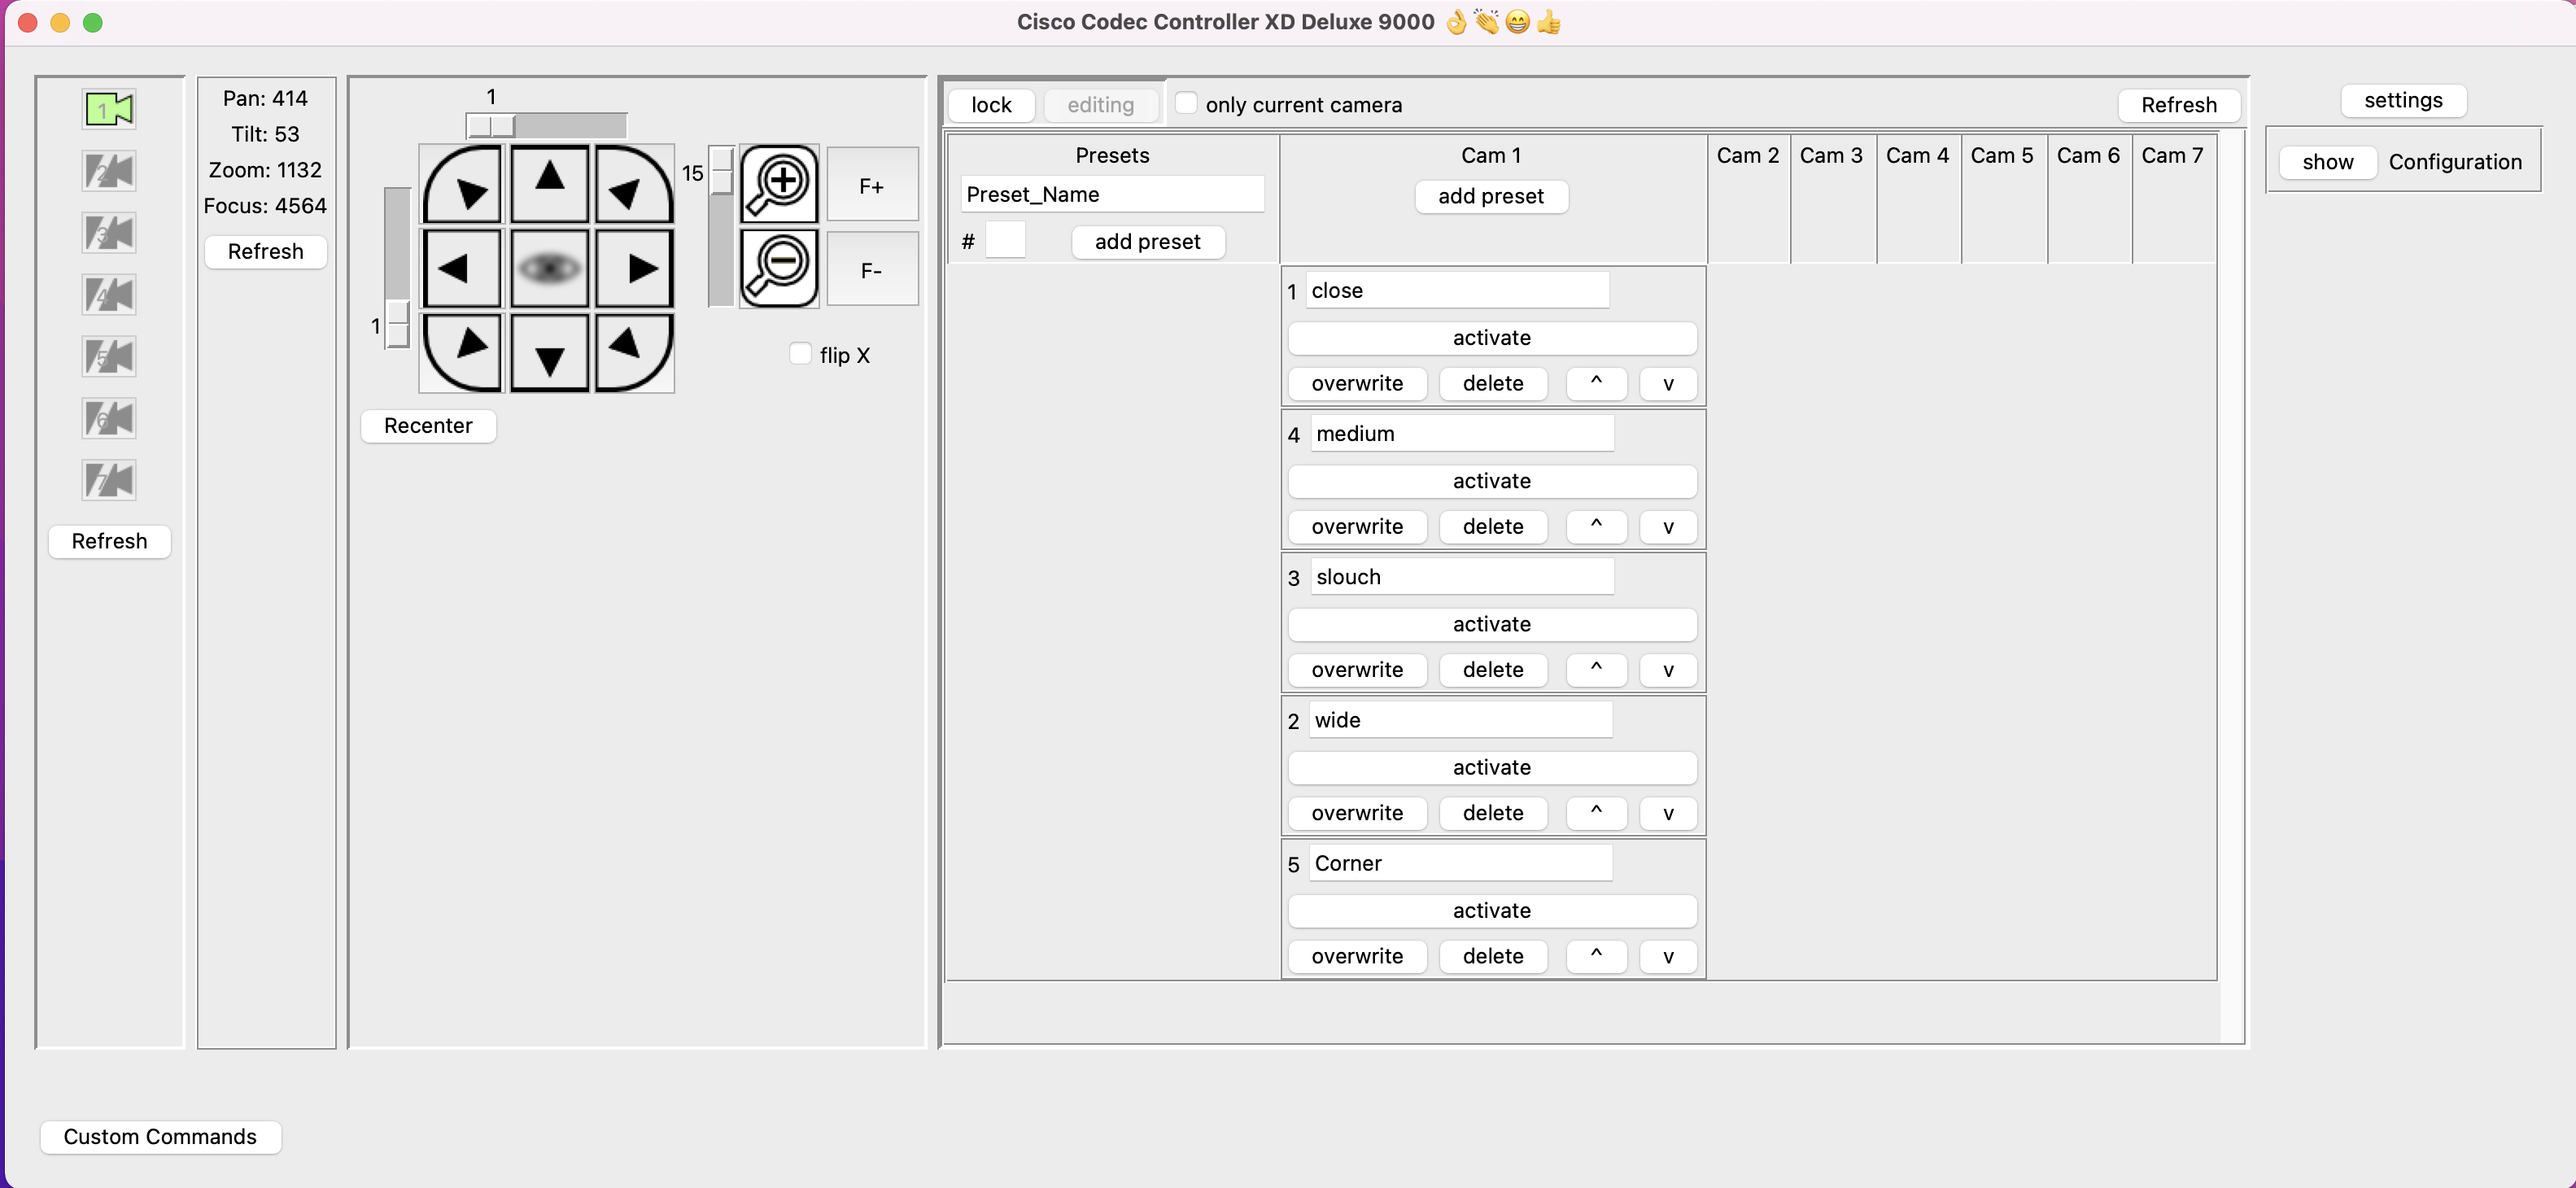 Cisco Codec Controller XD Deluxe 9000 👌👏😁👍
1
2
3
4
5
6
7
Refresh
Pan: 414
Tilt: 53
Zoom: 1132
Focus: 4564
Refresh
1
15
F+
F-
1
flip X
Recenter
lock editing only current camera Refresh
Presets Cam 1 Cam 2 Cam 3 Cam 4 Cam 5 Cam 6 Cam 7
Preset_Name add preset
# add preset
1 close
activate
overwrite delete ^ v
4 medium
activate
overwrite delete ^ v
3 slouch
activate
overwrite delete ^ v
2 wide
activate
overwrite delete ^ v
5 Corner
activate
overwrite delete ^ v
settings
show Configuration
Custom Commands